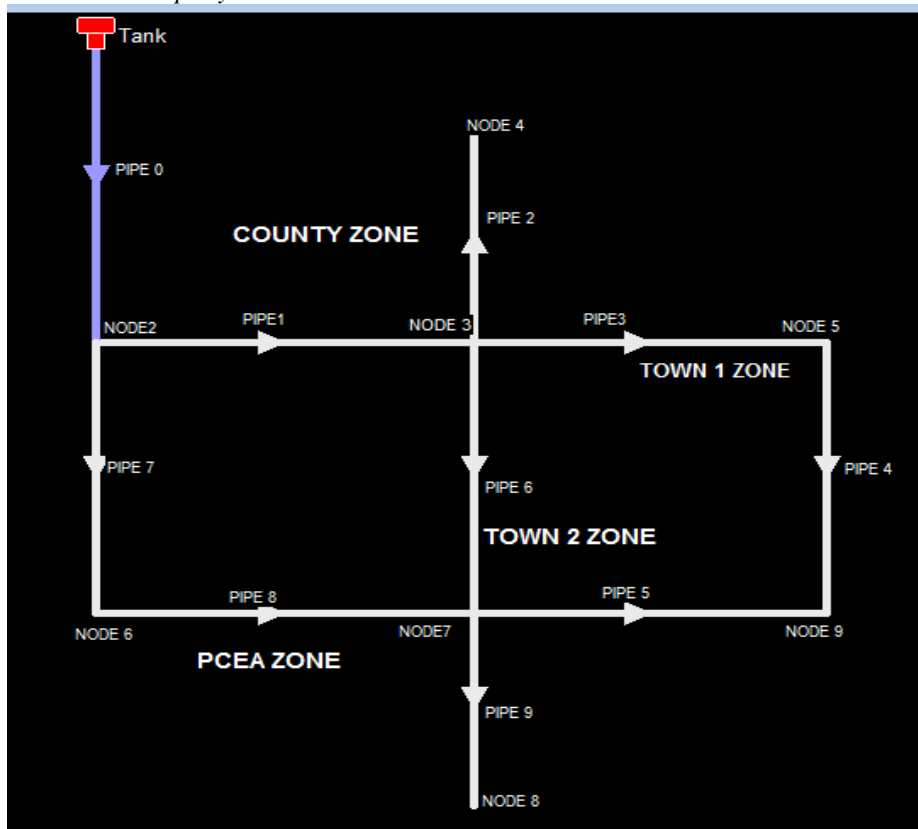 Tank
NODE 4
PIPE 0
PIPE 2
COUNTY ZONE
NODE2
PIPE1
NODE 3
PIPE3
NODE 5
TOWN 1 ZONE
PIPE 7
PIPE 6
PIPE 4
TOWN 2 ZONE
PIPE 8
PIPE 5
NODE 6
NODE7
NODE 9
PCEA ZONE
PIPE 9
NODE 8